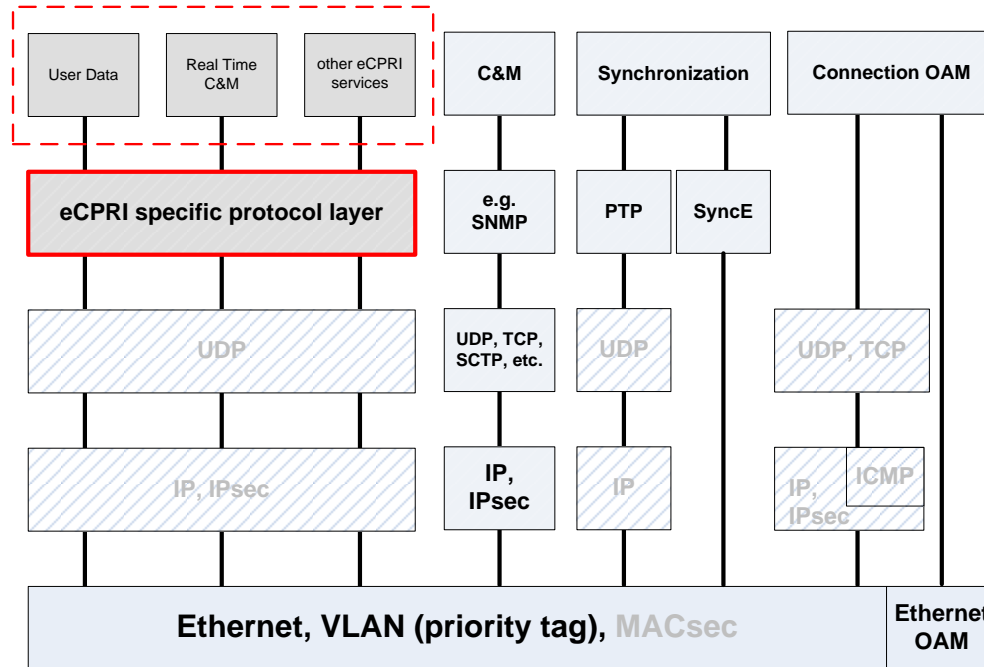 User Data
Real Time
C&M
other eCPRI
services
C&M
Synchronization
Connection OAM
eCPRI specific protocol layer
e.g.
SNMP
PTP
SyncE
UDP
UDP, TCP,
SCTP, etc.
UDP
UDP, TCP
IP, IPsec
IP,
IPsec
IP
IP,
IPsec
ICMP
Ethernet, VLAN (priority tag), MACsec
Ethernet
OAM